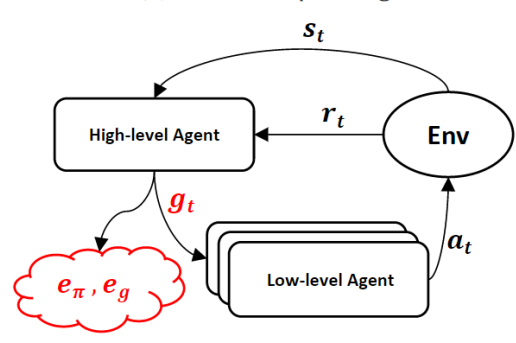 s_t
High-level Agent
r_t
Env
g_t
e_π , e_g
Low-level Agent
a_t